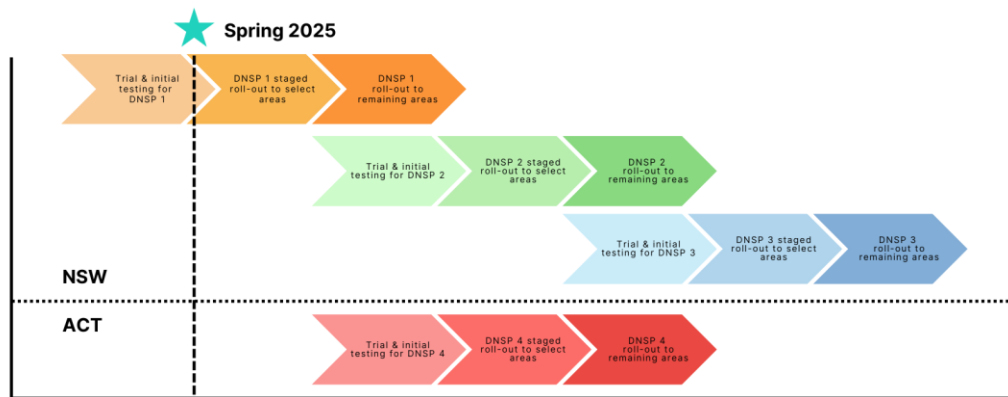 Spring 2025
Trial & initial
testing for
DNSP 1
DNSP 1 staged
roll-out to select
areas
DNSP 1
roll-out to
remaining areas
Trial & initial
testing for DNSP 2
DNSP 2 staged
roll-out to select
areas
DNSP 2
roll-out to
remaining areas
Trial & initial
testing for DNSP 3
DNSP 3 staged
roll-out to select
areas
DNSP 3
roll-out to
remaining areas
NSW
ACT
Trial & initial
testing for DNSP 4
DNSP 4 staged
roll-out to select
areas
DNSP 4
roll-out to
remaining areas